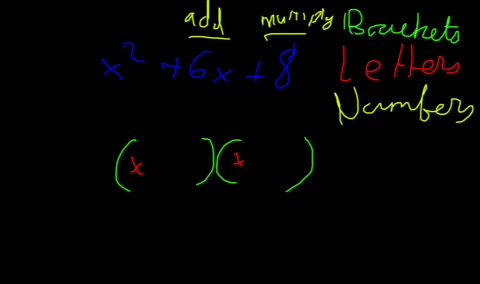 add multiply Brackets
x² + 6x + 8 Letters
Numbers
(x )(x )